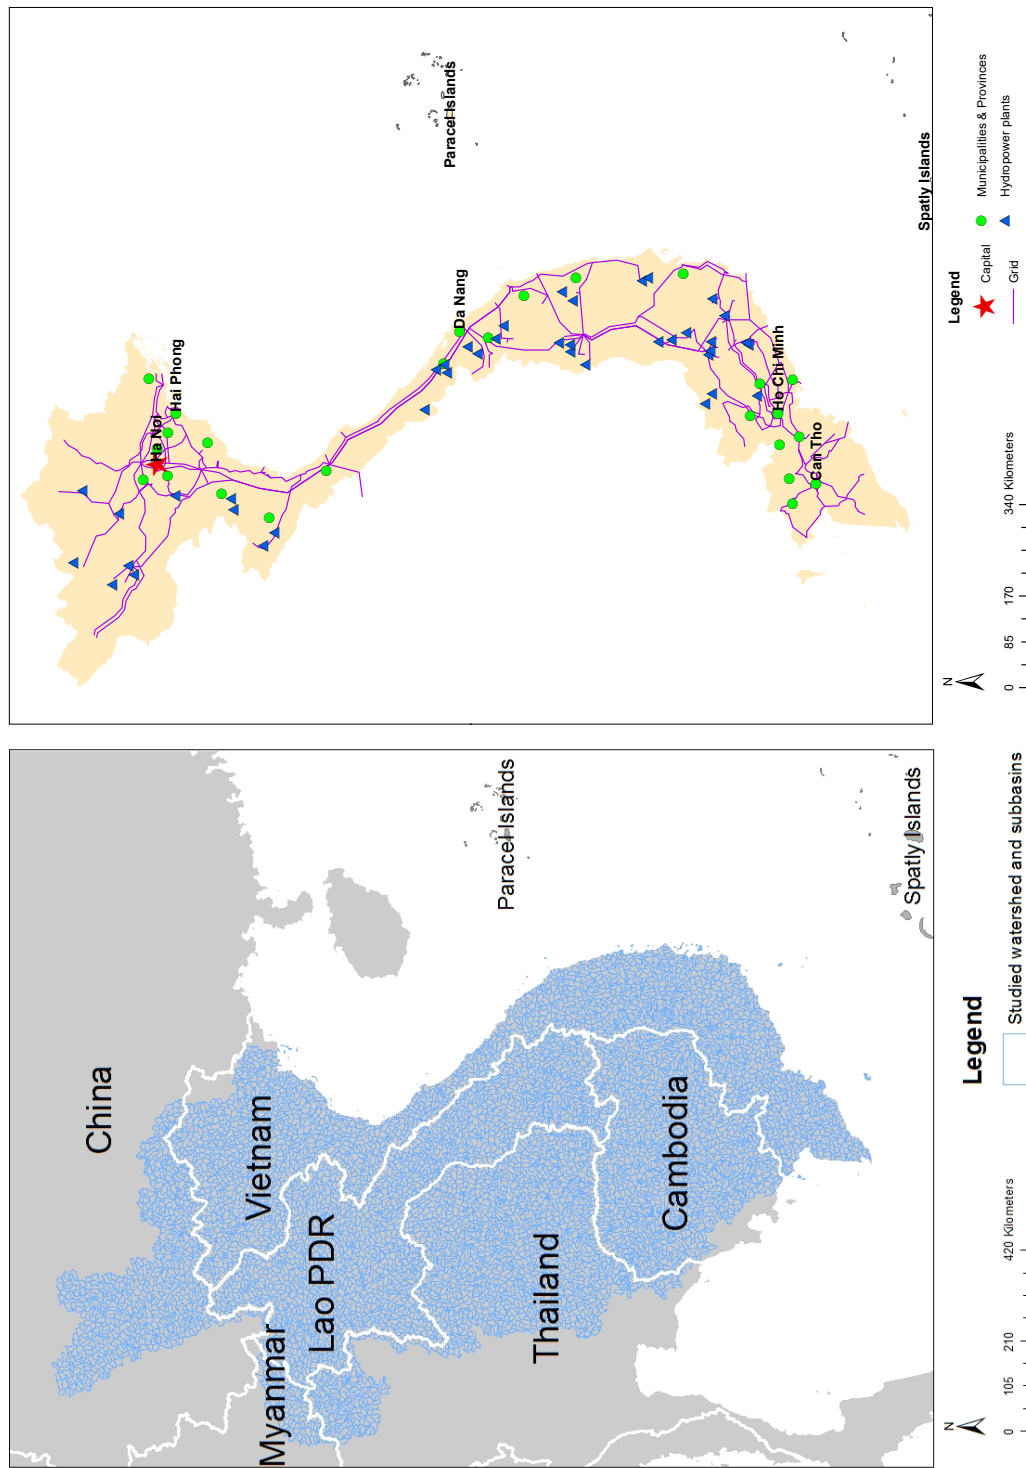 China
Vietnam
Myanmar
Lao PDR
Thailand
Cambodia
Paracel Islands
Spatly Islands
N
0 105 210 420 Kilometers
Legend
Studied watershed and subbasins
Ha Nøi
Hai Phong
Da Nang
Ho Chi Minh
Can Tho
Paracel Islands
Spatly Islands
N
0 85 170 340 Kilometers
Legend
Capital
Municipalities & Provinces
Grid
Hydropower plants